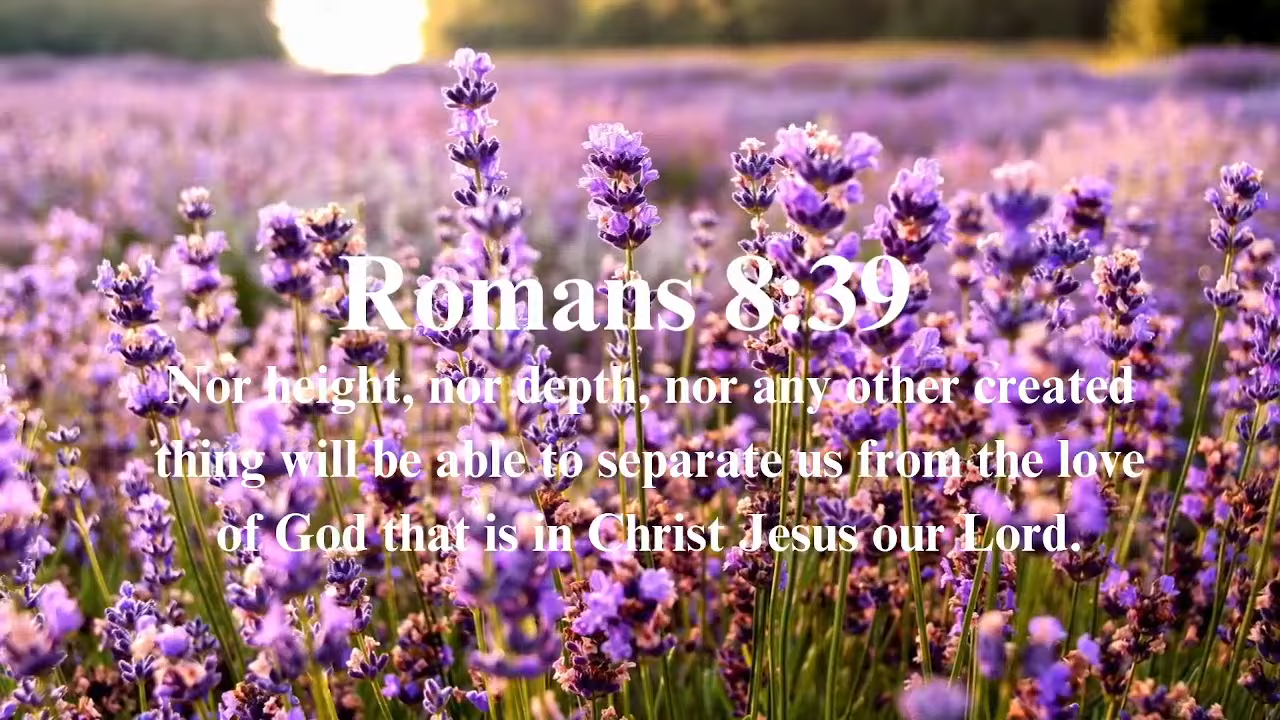 Romans 8:39
Nor height, nor depth, nor any other created
thing will be able to separate us from the love
of God that is in Christ Jesus our Lord.